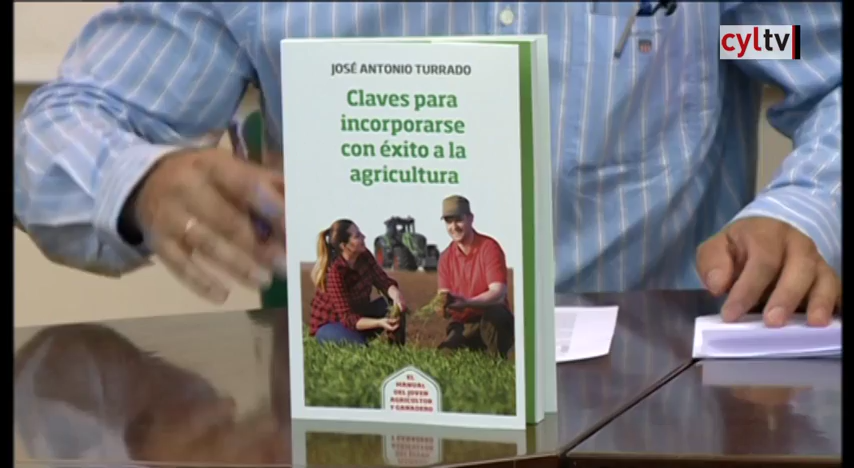 cyltv
JOSÉ ANTONIO TURRADO
Claves para
incorporarse
con éxito a la
agricultura
EL
MANUAL
DEL JOVEN
AGRICULTOR
Y GANADERO